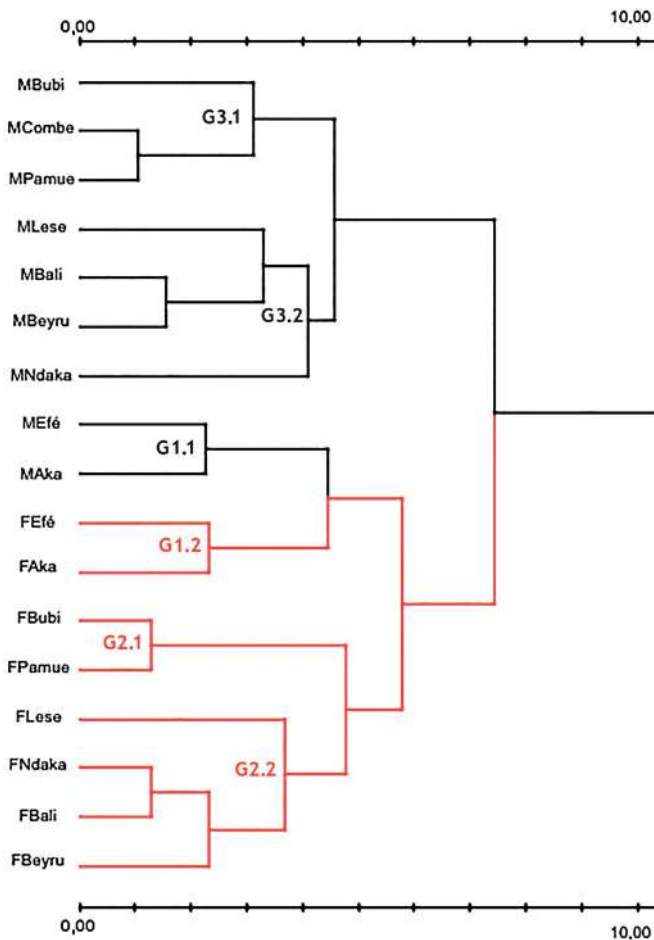 0,00 10,00
MBubi
G3.1
MCombe
MPamue
MLese
MBali
G3.2
MBeyru
MNdaka
MEfé
G1.1
MAka
FEfé
G1.2
FAka
FBubi
G2.1
FPamue
FLese
FNdaka
G2.2
FBali
FBeyru
0,00 10,00